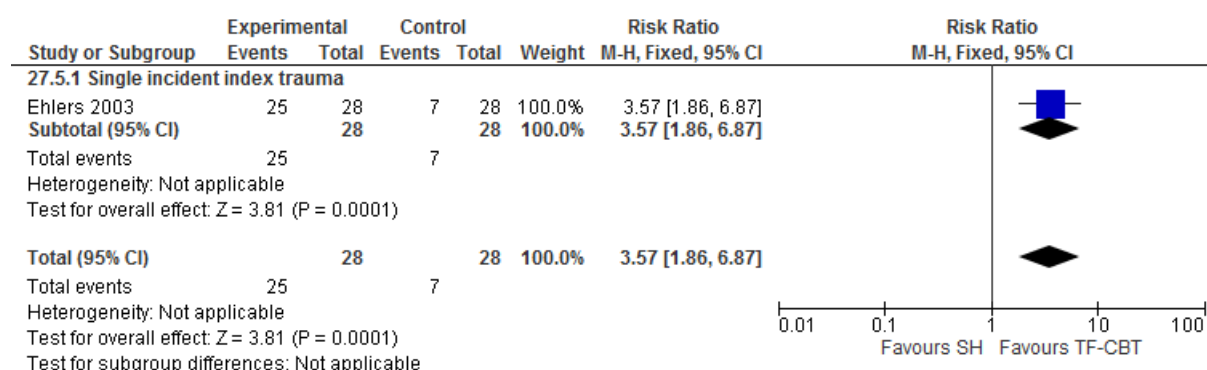 Experimental Control Risk Ratio Risk Ratio
Study or Subgroup Events Total Events Total Weight M-H, Fixed, 95% CI M-H, Fixed, 95% CI
27.5.1 Single incident index trauma
Ehlers 2003 25 28 7 28 100.0% 3.57 [1.86, 6.87]
Subtotal (95% CI) 28 28 100.0% 3.57 [1.86, 6.87]
Total events 25 7
Heterogeneity: Not applicable
Test for overall effect: Z = 3.81 (P = 0.0001)
Total (95% CI) 28 28 100.0% 3.57 [1.86, 6.87]
Total events 25 7
Heterogeneity: Not applicable
Test for overall effect: Z = 3.81 (P = 0.0001)
Test for subgroup differences: Not applicable
0.01 0.1 1 10 100
Favours SH Favours TF-CBT